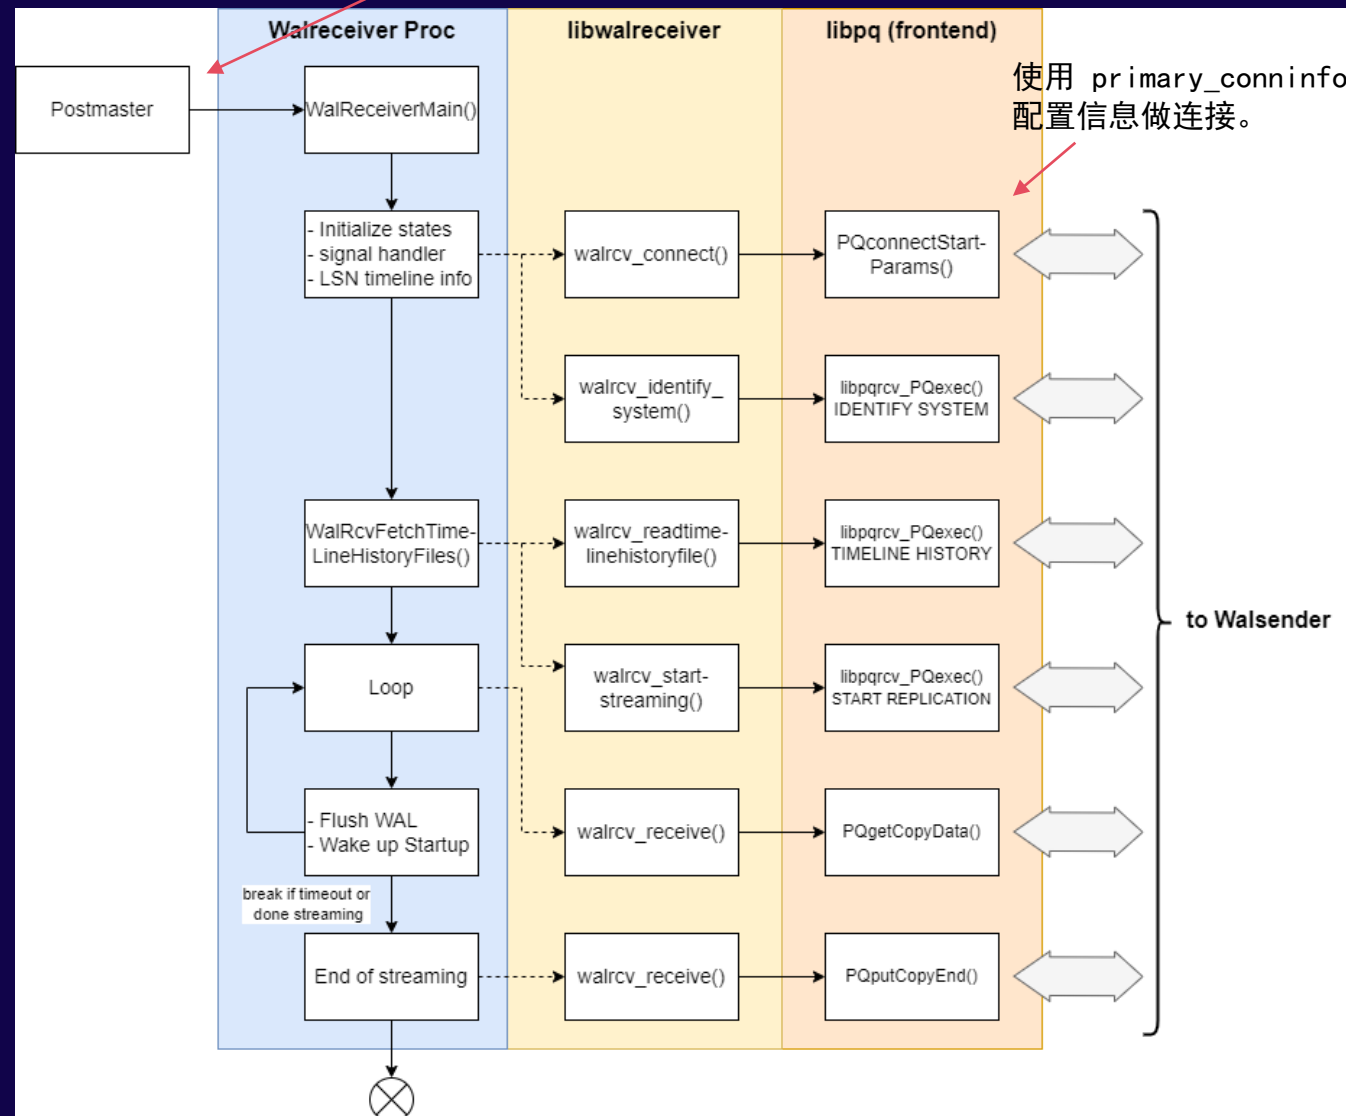 Walreceiver Proc
libwalreceiver
libpq (frontend)
使用 primary_conninfo
配置信息做连接。
Postmaster
WalReceiverMain()
- Initialize states
- signal handler
- LSN timeline info
walrcv_connect()
PQconnectStart-
Params()
walrcv_identify_
system()
libpqrcv_PQexec()
IDENTIFY SYSTEM
WalRcvFetchTime-
LineHistoryFiles()
walrcv_readtime-
linehistoryfile()
libpqrcv_PQexec()
TIMELINE HISTORY
to Walsender
Loop
walrcv_start-
streaming()
libpqrcv_PQexec()
START REPLICATION
- Flush WAL
- Wake up Startup
walrcv_receive()
PQgetCopyData()
break if timeout or
done streaming
End of streaming
walrcv_receive()
PQputCopyEnd()